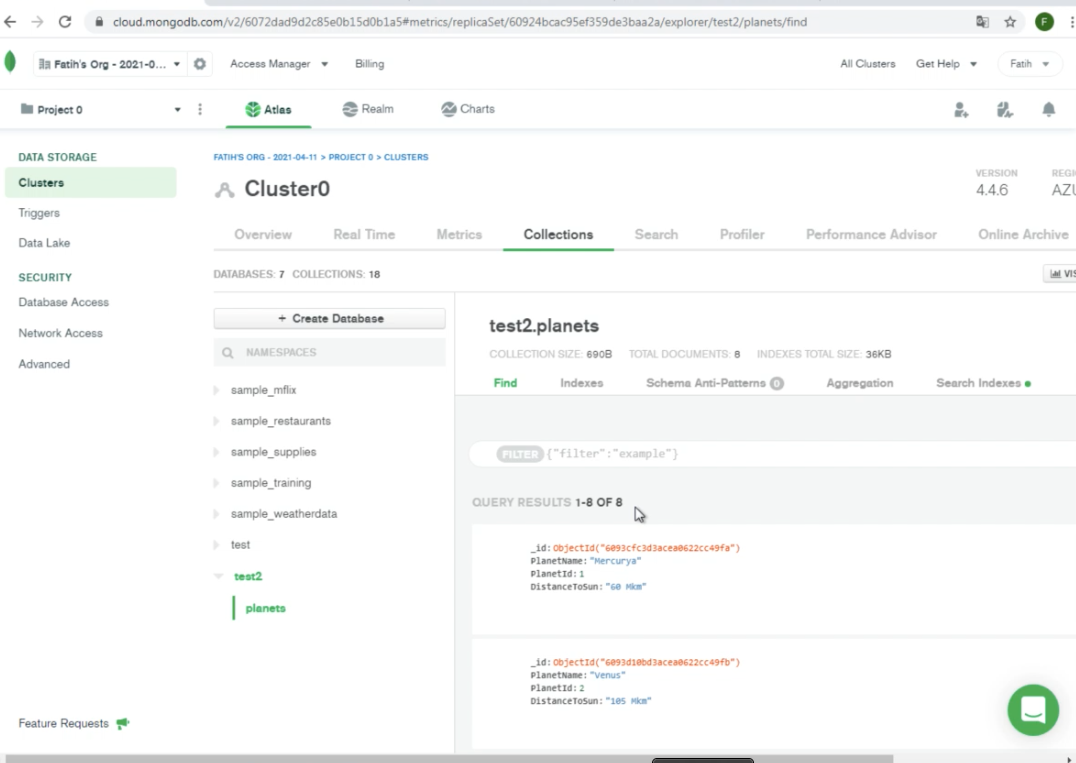 cloud.mongodb.com/v2/6072dad9d2c85e0b15d0b1a5#metrics/replicaSet/60924bcac95ef359de3baa2a/explorer/test2/planets/find
F
Fatih's Org - 2021-0...
Access Manager
Billing
All Clusters
Get Help
Fatih
Project 0
Atlas
Realm
Charts
DATA STORAGE
Clusters
Triggers
Data Lake
SECURITY
Database Access
Network Access
Advanced
Feature Requests
FATIH'S ORG - 2021-04-11 > PROJECT 0 > CLUSTERS
Cluster0
VERSION
4.4.6
REGI
AZU
Overview
Real Time
Metrics
Collections
Search
Profiler
Performance Advisor
Online Archive
DATABASES: 7 COLLECTIONS: 18
VIS
+ Create Database
NAMESPACES
sample_mflix
sample_restaurants
sample_supplies
sample_training
sample_weatherdata
test
test2
planets
test2.planets
COLLECTION SIZE: 690B TOTAL DOCUMENTS: 8 INDEXES TOTAL SIZE: 36KB
Find
Indexes
Schema Anti-Patterns 0
Aggregation
Search Indexes
FILTER {"filter":"example"}
QUERY RESULTS 1-8 OF 8
_id: ObjectId("6093cfc3d3acea0622cc49fa")
PlanetName: "Mercurya"
PlanetId: 1
DistanceToSun: "60 Mkm"
_id: ObjectId("6093d10bd3acea0622cc49fb")
PlanetName: "Venus"
PlanetId: 2
DistanceToSun: "105 Mkm"